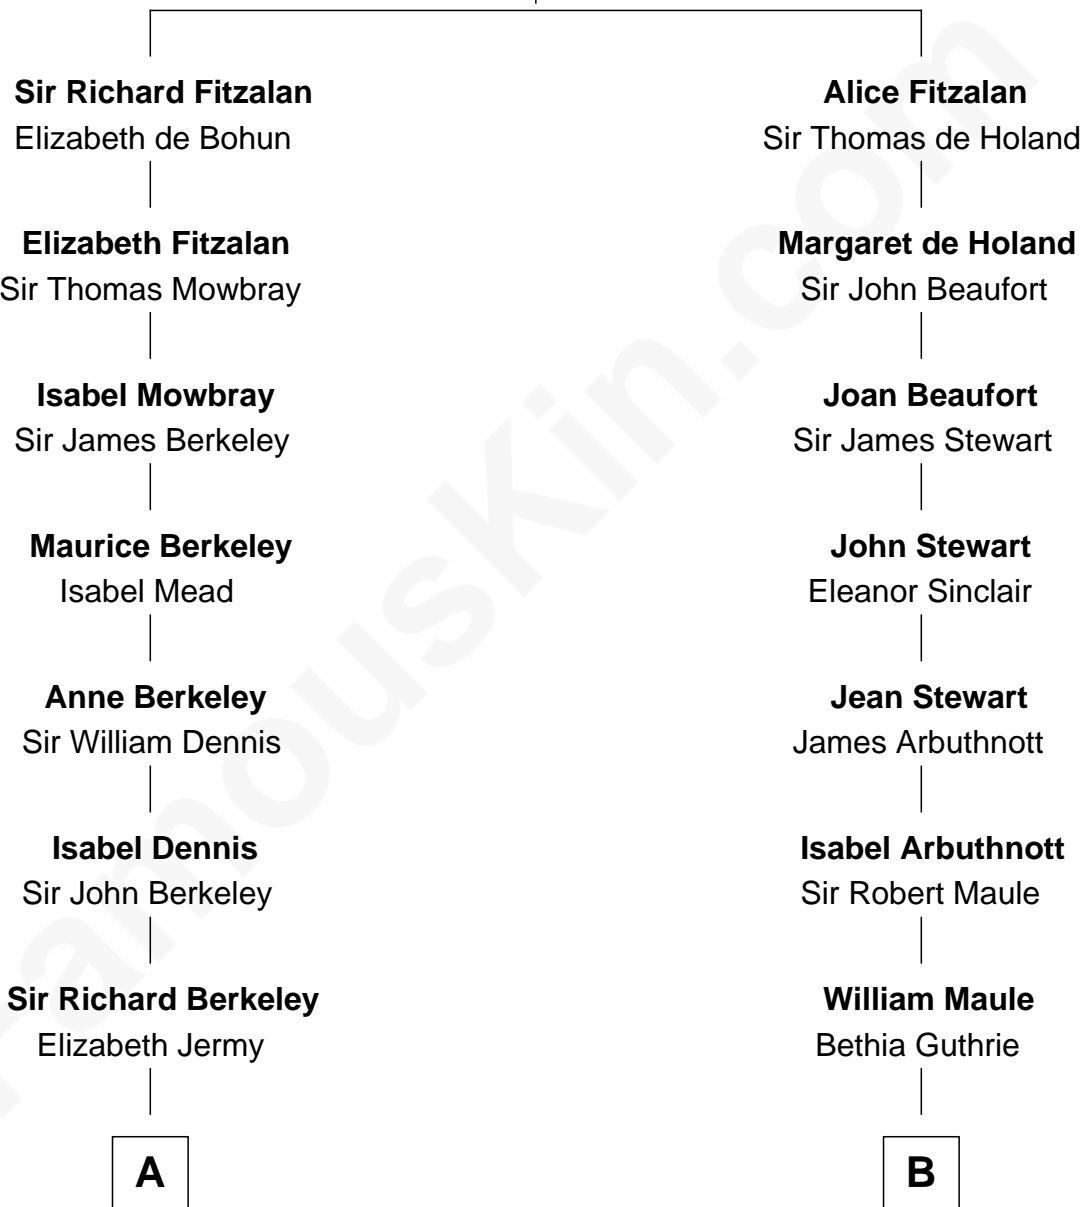 Sir Richard Fitzalan
Elizabeth de Bohun
Elizabeth Fitzalan
Sir Thomas Mowbray
Isabel Mowbray
Sir James Berkeley
Maurice Berkeley
Isabel Mead
Anne Berkeley
Sir William Dennis
Isabel Dennis
Sir John Berkeley
Sir Richard Berkeley
Elizabeth Jermy
A
Alice Fitzalan
Sir Thomas de Holand
Margaret de Holand
Sir John Beaufort
Joan Beaufort
Sir James Stewart
John Stewart
Eleanor Sinclair
Jean Stewart
James Arbuthnott
Isabel Arbuthnott
Sir Robert Maule
William Maule
Bethia Guthrie
B
FamousKin.com